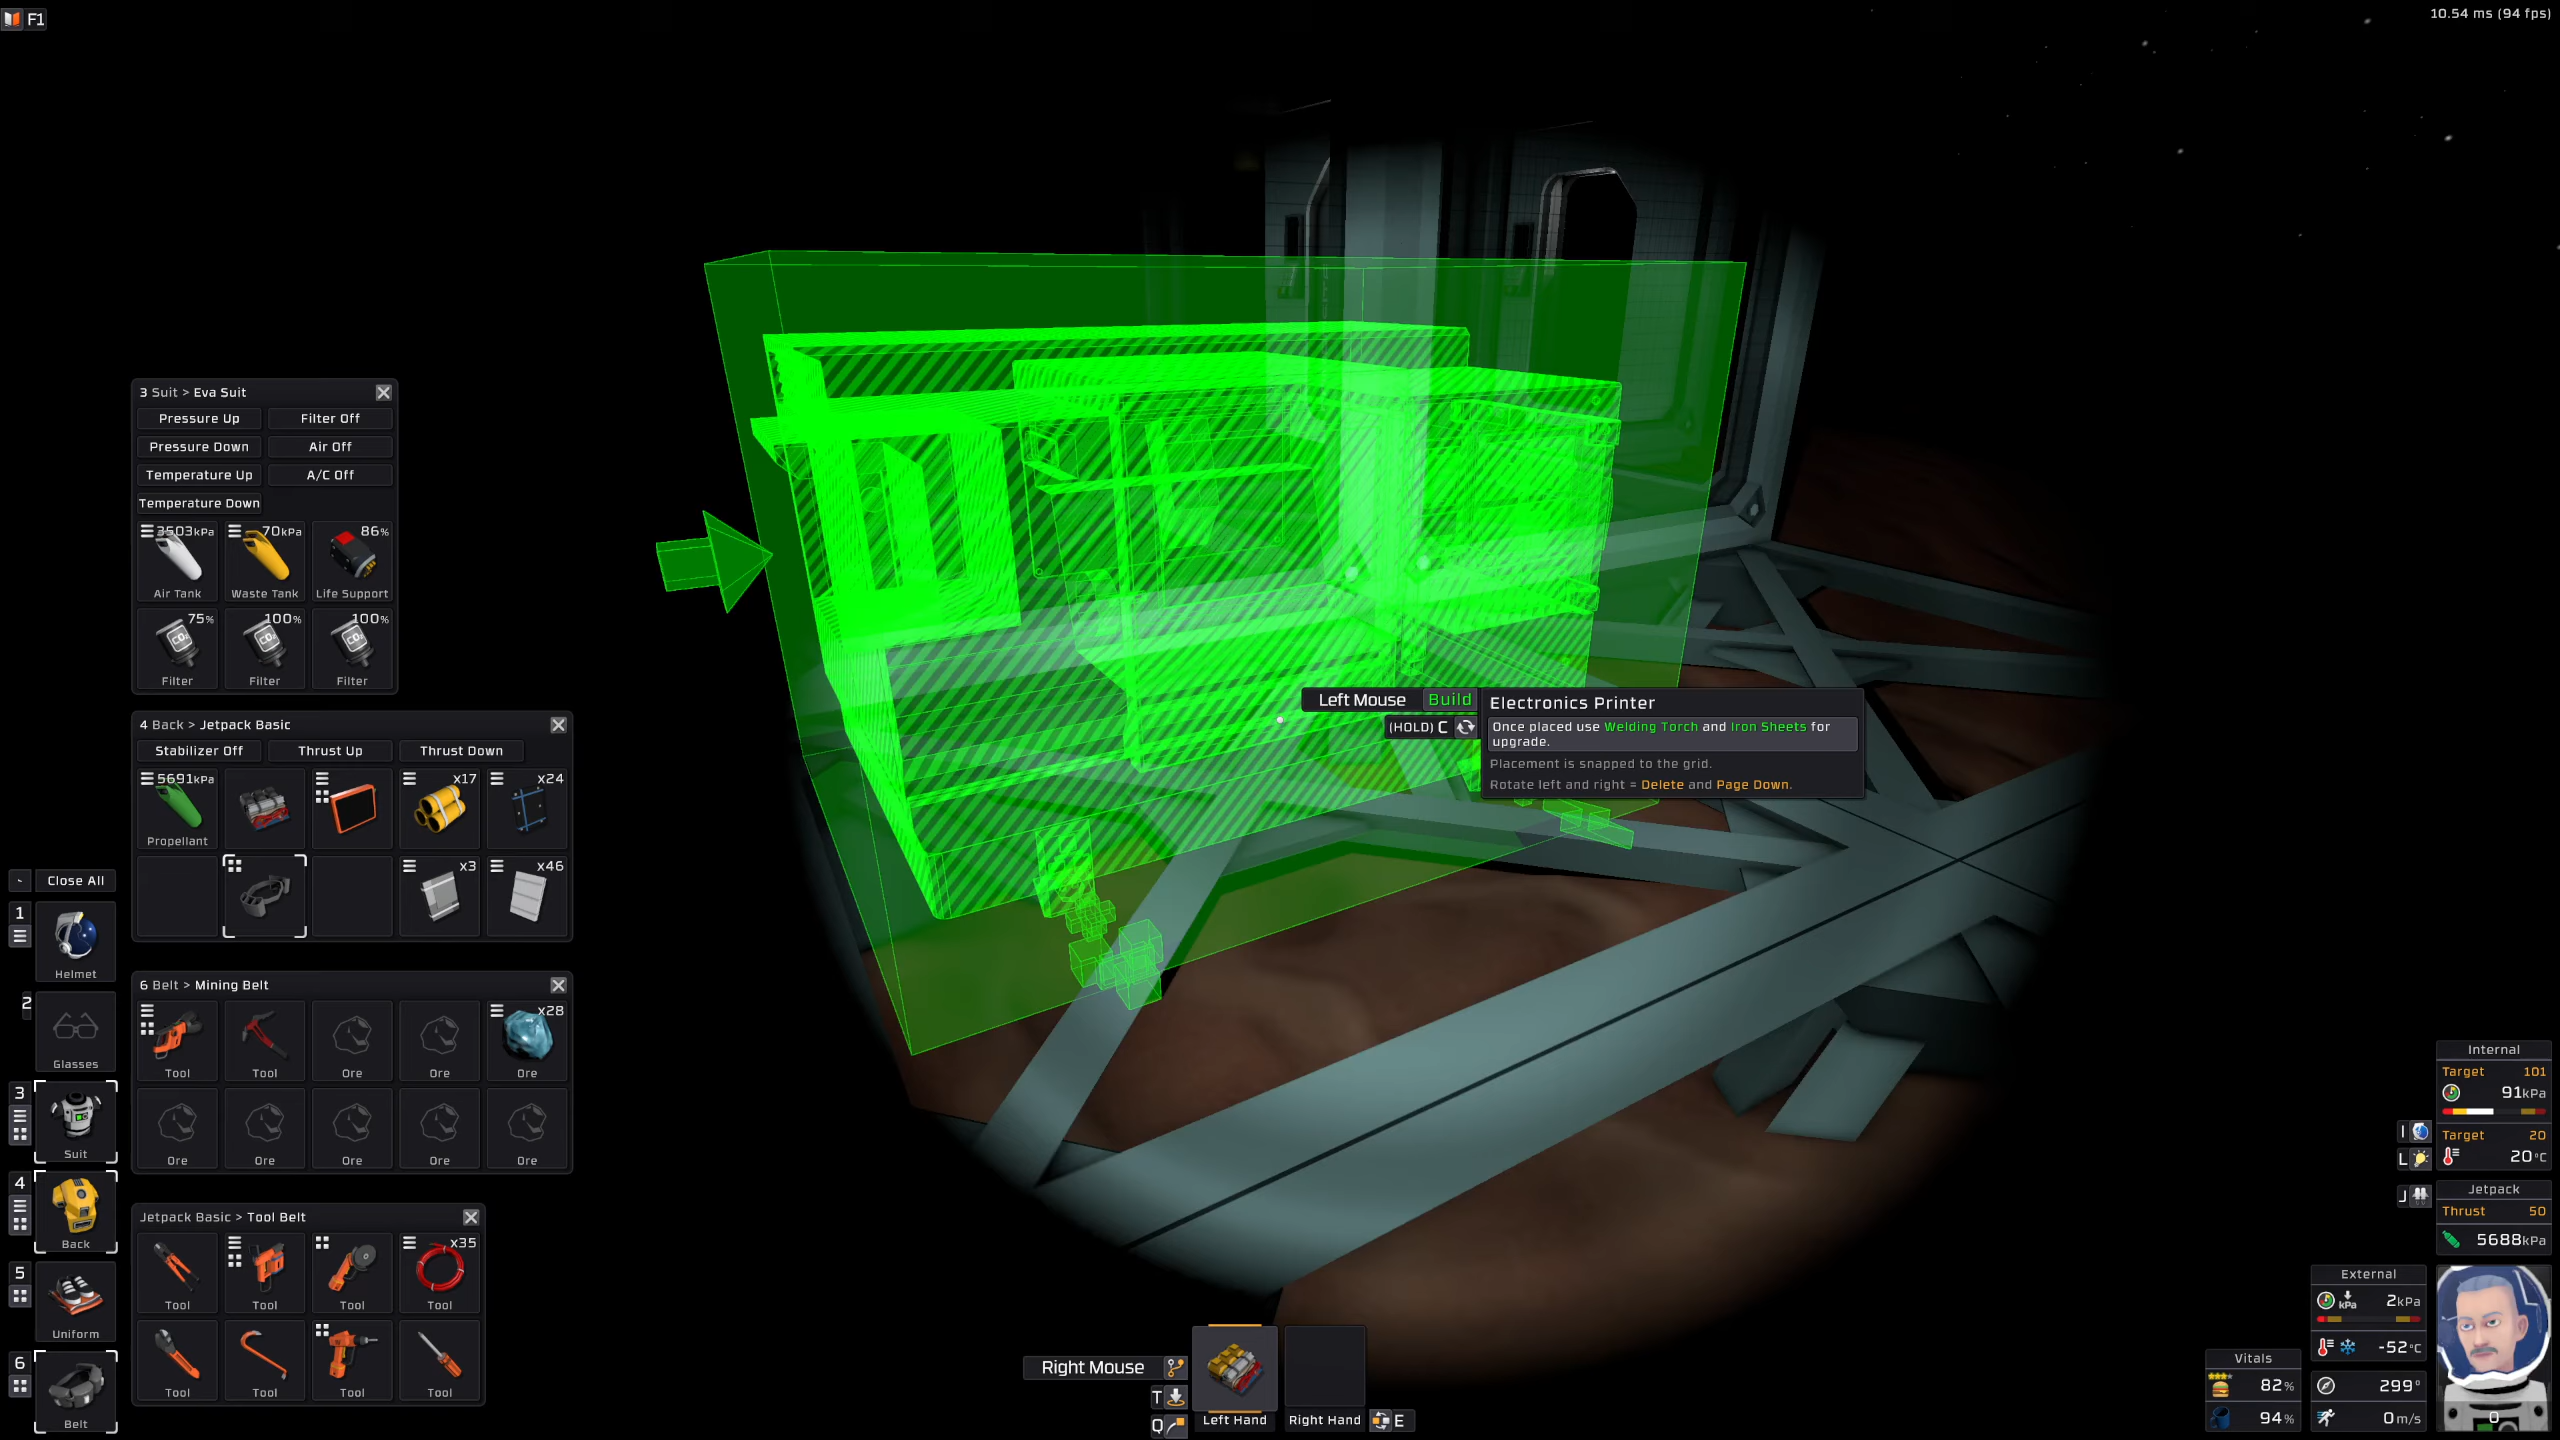 F1
10.54 ms (94 fps)
3 Suit > Eva Suit
Pressure Up
Filter Off
Pressure Down
Air Off
Temperature Up
A/C Off
Temperature Down
3503kPa
70kPa
86%
Air Tank
Waste Tank
Life Support
75%
100%
100%
CO₂
CO₂
CO₂
Filter
Filter
Filter
Left Mouse
Build
(HOLD) C
Electronics Printer
Once placed use Welding Torch and Iron Sheets for
upgrade.
Placement is snapped to the grid.
Rotate left and right = Delete and Page Down.
4 Back > Jetpack Basic
Stabilizer Off
Thrust Up
Thrust Down
5691kPa
x17
x24
Propellant
x3
x46
- Close All
1
Helmet
2
Glasses
3
Suit
4
Back
5
Uniform
6
Belt
6 Belt > Mining Belt
x28
Tool
Tool
Ore
Ore
Ore
Ore
Ore
Ore
Ore
Ore
Jetpack Basic > Tool Belt
x35
Tool
Tool
Tool
Tool
Tool
Tool
Tool
Tool
Right Mouse
T
Q
Left Hand
Right Hand
E
Internal
Target 101
91kPa
I
Target 20
L
20°C
J
Jetpack
Thrust 50
5688kPa
External
kPa
2kPa
-52°C
Vitals
82%
299°
94%
0m/s
0